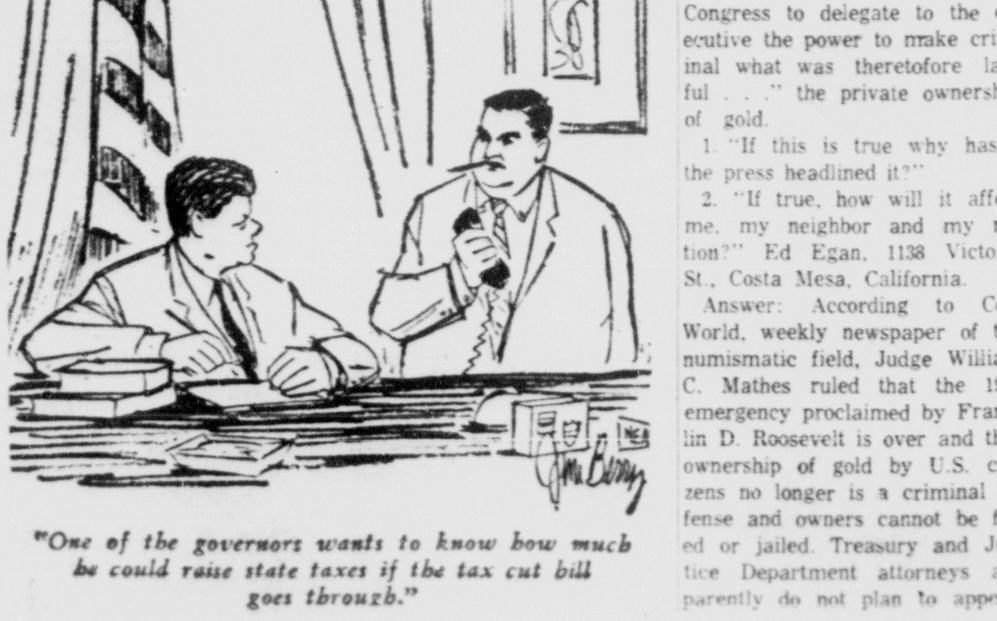 NEA
Jim Berry
"One of the governors wants to know how much
he could raise state taxes if the tax cut bill
goes through."
Congress to delegate to the
ecutive the power to make cri
inal what was theretofore la
ful . . ." the private ownersh
of gold.
1. "If this is true why has
the press headlined it?"
2. "If true, how will it affe
me, my neighbor and my
tion?" Ed Egan, 1138 Victo
St., Costa Mesa, California.
Answer: According to Co
World, weekly newspaper of t
numismatic field, Judge Willia
C. Mathes ruled that the 19
emergency proclaimed by Fran
lin D. Roosevelt is over and th
ownership of gold by U.S. c
zens no longer is a criminal
fense and owners cannot be f
ed or jailed. Treasury and Ju
tice Department attorneys a
parently do not plan to appe